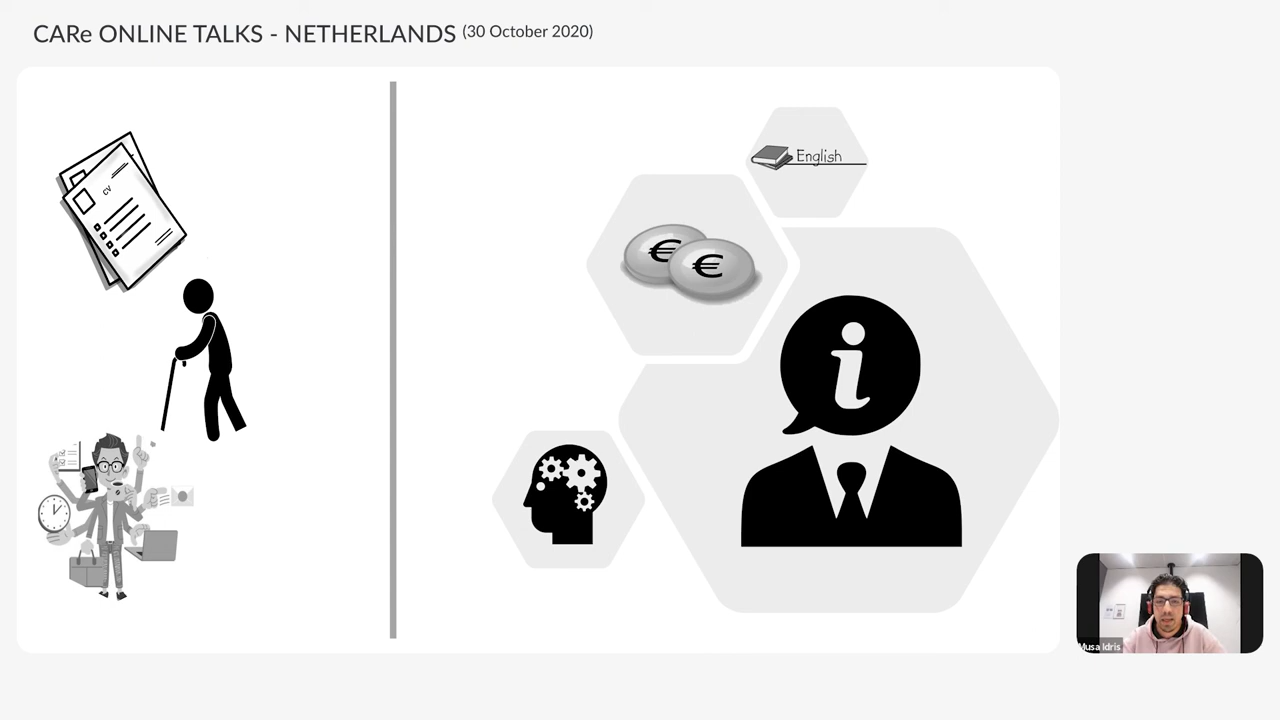 CARe ONLINE TALKS - NETHERLANDS (30 October 2020)
CV
English
€ €
i
Musa Idris